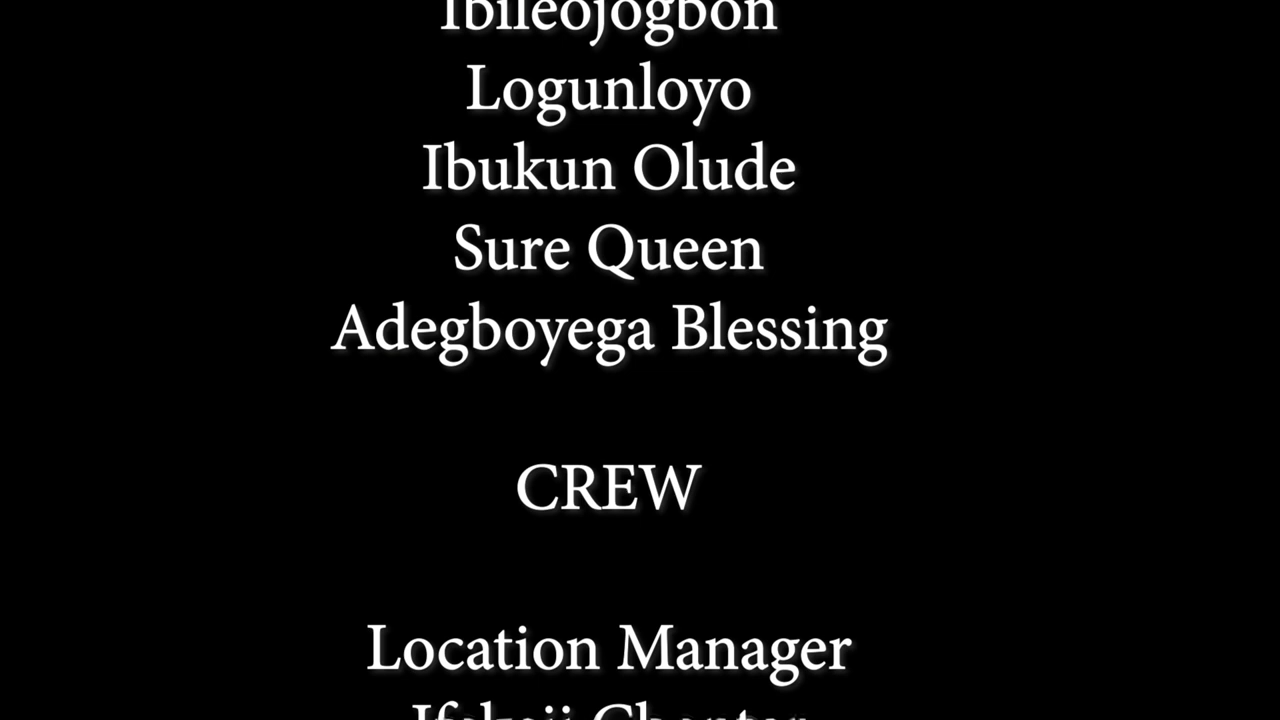 Ibileojogbon
Logunloyo
Ibukun Olude
Sure Queen
Adegboyega Blessing
CREW
Location Manager